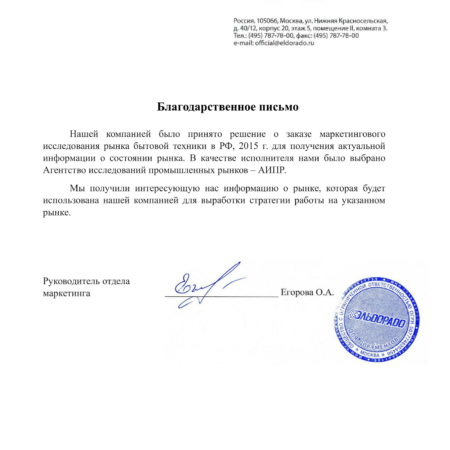 Россия, 105066, Москва, ул. Нижняя Красносельская,
д. 40/12, корпус 20, этаж 5, помещение II, комната 3.
Тел.: (495) 787-78-00, факс: (495) 787-78-00
e-mail: official@eldorado.ru
Благодарственное письмо
Нашей компанией было принято решение о заказе маркетингового
исследования рынка бытовой техники в РФ, 2015 г. для получения актуальной
информации о состоянии рынка. В качестве исполнителя нами было выбрано
Агентство исследований промышленных рынков – АИПР.
Мы получили интересующую нас информацию о рынке, которая будет
использована нашей компанией для выработки стратегии работы на указанном
рынке.
Руководитель отдела
маркетинга
Егорова О.А.
ЭЛЬДОРАДО